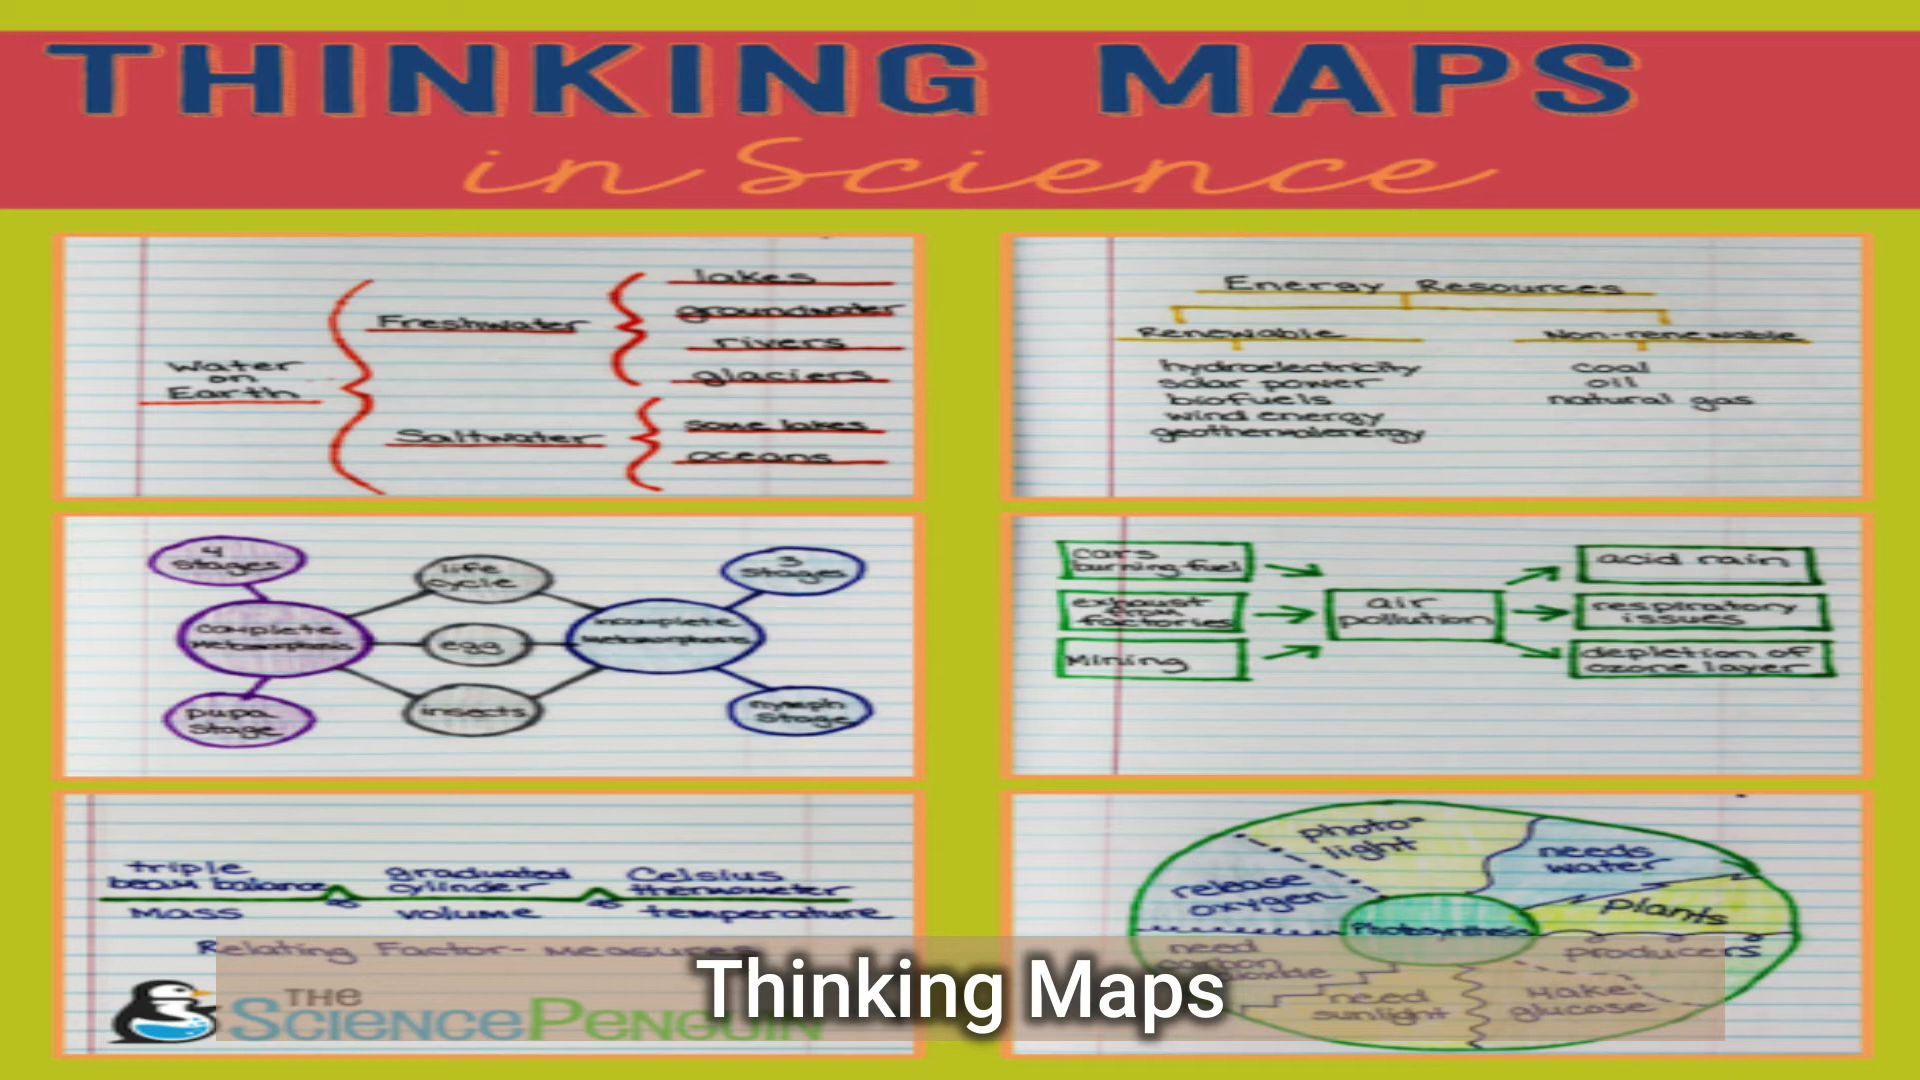 THINKING MAPS
in Science
Water
on
Earth
Freshwater
lakes
groundwater
rivers
glaciers
Saltwater
some lakes
oceans
Energy Resources
Renewable
hydroelectricity
solar power
biofuels
wind energy
geothermal energy
Non-renewable
coal
oil
natural gas
4
stages
life
cycle
3
stages
complete
Metamorphosis
egg
incomplete
Metamorphosis
pupa
stage
insects
nymph
stage
cars
burning fuel
exhaust
from
factories
Mining
air
pollution
acid rain
respiratory
issues
depletion of
ozone layer
triple
beam balance
Mass
graduated
cylinder
volume
Celsius
thermometer
temperature
Relating Factor- measures
photo=
light
needs
water
release
oxygen
plants
Photosynthesis
need
carbon
dioxide
producers
need
sunlight
Make
glucose
THE
SCIENCE PENGUIN
Thinking Maps